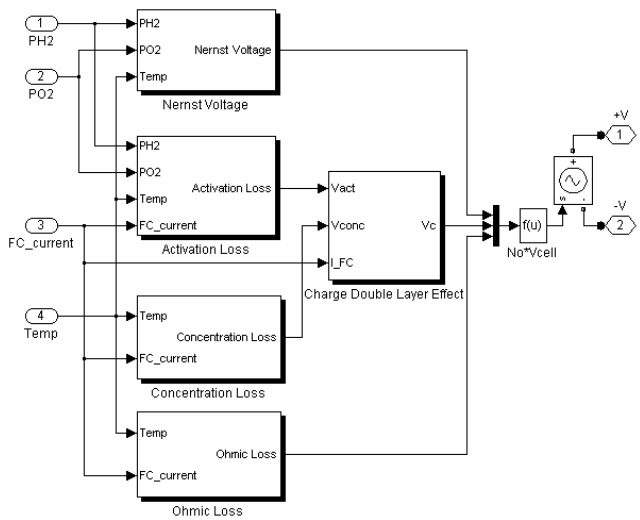 1
PH2
2
PO2
3
FC_current
4
Temp
PH2
PO2
Temp
Nernst Voltage
Nernst Voltage
PH2
PO2
Temp
FC_current
Activation Loss
Activation Loss
Vact
Vconc
I_FC
Vc
Charge Double Layer Effect
Temp
FC_current
Concentration Loss
Concentration Loss
Temp
FC_current
Ohmic Loss
Ohmic Loss
f(u)
No*Vcell
+
s
-
+V
1
-V
2